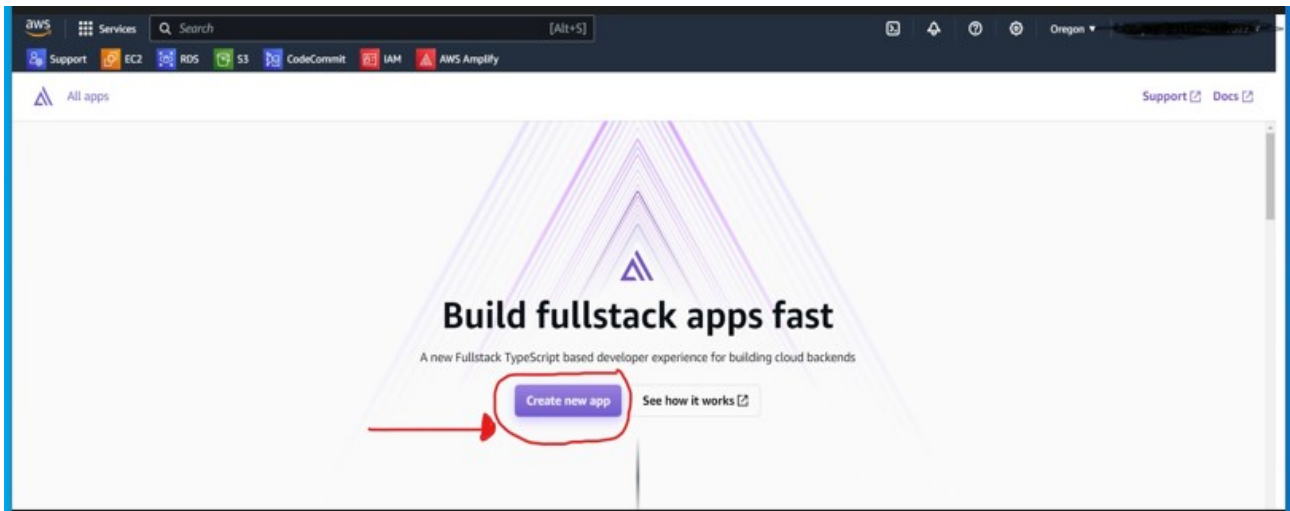 aws Services Search [Alt+S] Oregon
Support EC2 RDS S3 CodeCommit IAM AWS Amplify
All apps Support Docs
Build fullstack apps fast
A new Fullstack TypeScript based developer experience for building cloud backends
Create new app See how it works